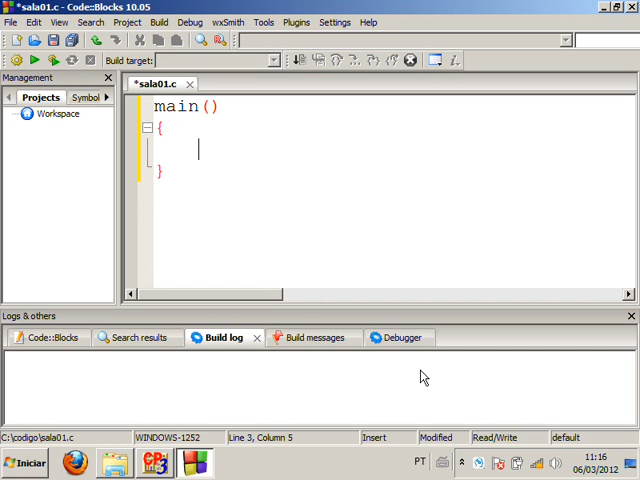 *sala01.c - Code::Blocks 10.05
File Edit View Search Project Build Debug wxSmith Tools Plugins Settings Help
Build target:
Management
*sala01.c
Projects Symbol
Workspace
main()
{
}
Logs & others
Code::Blocks Search results Build log Build messages Debugger
C:\codigo\sala01.c WINDOWS-1252 Line 3, Column 5 Insert Modified Read/Write default
Iniciar
PT
11:16
06/03/2012